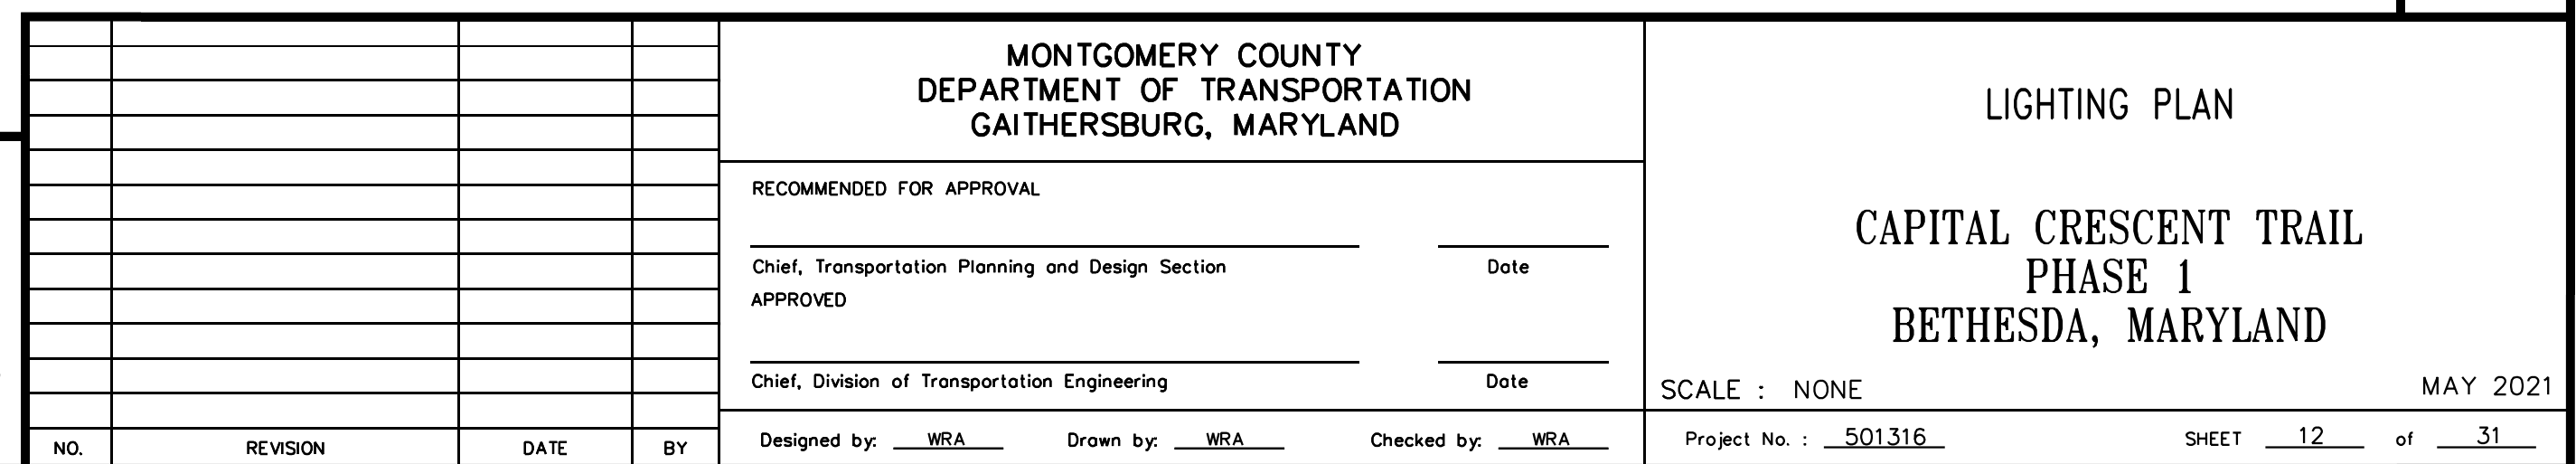 NO. REVISION DATE BY
MONTGOMERY COUNTY
DEPARTMENT OF TRANSPORTATION
GAITHERSBURG, MARYLAND
RECOMMENDED FOR APPROVAL
Chief, Transportation Planning and Design Section Date
APPROVED
Chief, Division of Transportation Engineering Date
Designed by: WRA Drawn by: WRA Checked by: WRA
LIGHTING PLAN
CAPITAL CRESCENT TRAIL
PHASE 1
BETHESDA, MARYLAND
SCALE : NONE MAY 2021
Project No. : 501316 SHEET 12 of 31